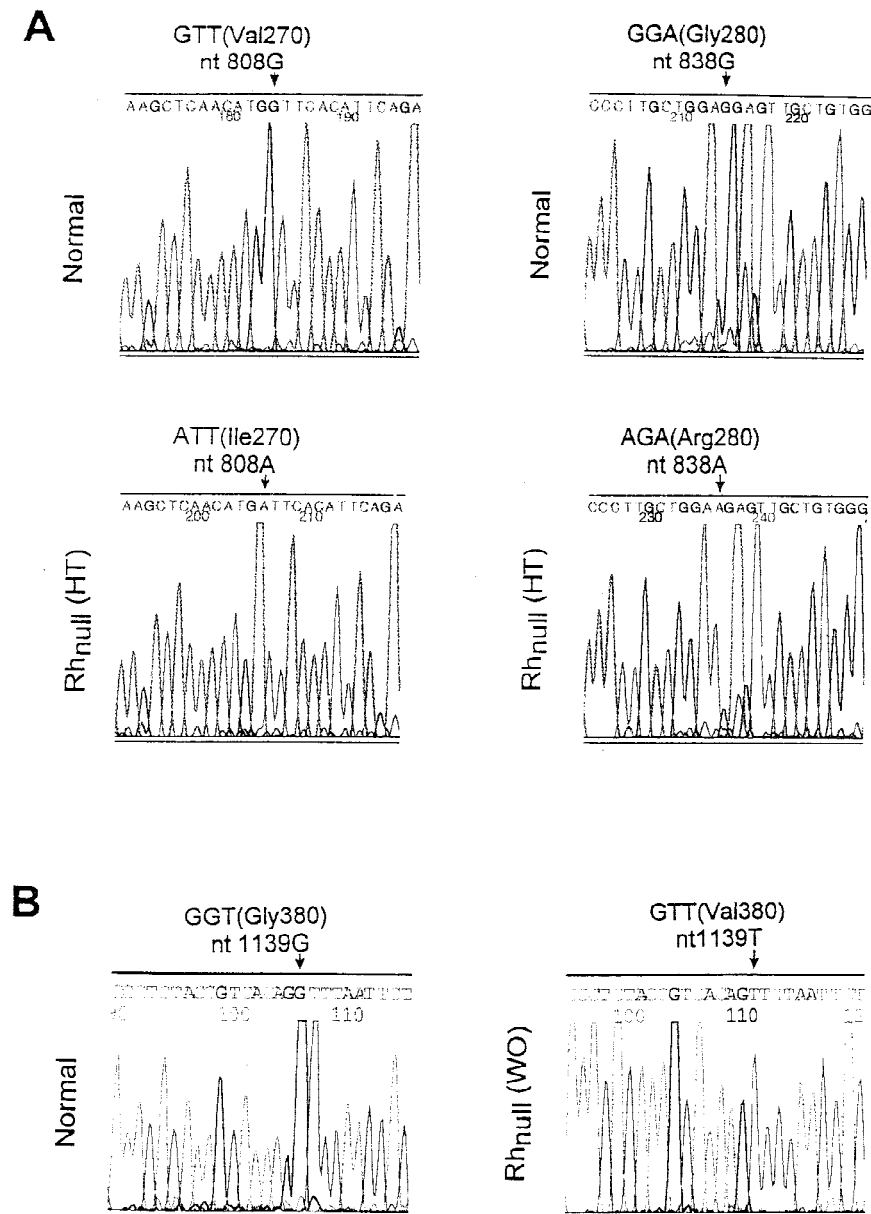 A
GTT(Val270)
nt 808G
AAGCTCAACATGGTTCACATTCAGA
180 190
Normal
GGA(Gly280)
nt 838G
CCCTTGCTGGAGGAGTTGCTGTGG
210 220
Normal
ATT(Ile270)
nt 808A
AAGCTCAACATGATTCACATTCAGA
200 210
Rhnull (HT)
AGA(Arg280)
nt 838A
CCCTTGCTGGAAGAGTTGCTGTGGG
230 240
Rhnull (HT)
B
GGT(Gly380)
nt 1139G
110
Normal
GTT(Val380)
nt1139T
100 110
Rhnull (WO)